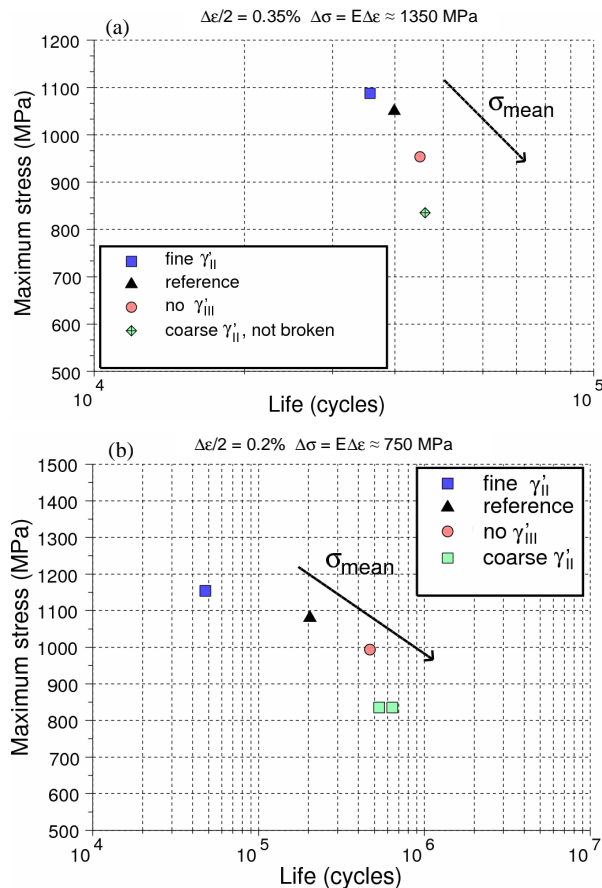 (a)
Δε/2 = 0.35% Δσ = EΔε ≈ 1350 MPa
Maximum stress (MPa)
1200
1100
1000
900
800
700
600
500
σmean
fine γ'II
reference
no γ'III
coarse γ'II, not broken
10^4
10^5
Life (cycles)
(b)
Δε/2 = 0.2% Δσ = EΔε ≈ 750 MPa
Maximum stress (MPa)
1500
1400
1300
1200
1100
1000
900
800
700
600
500
σmean
fine γ'II
reference
no γ'III
coarse γ'II
10^4
10^5
10^6
10^7
Life (cycles)